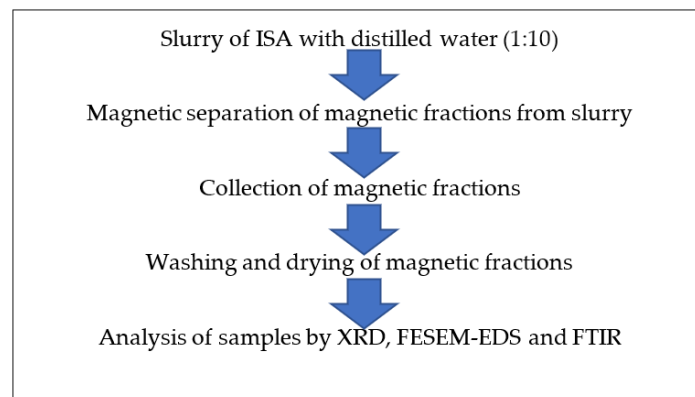 Slurry of ISA with distilled water (1:10)
Magnetic separation of magnetic fractions from slurry
Collection of magnetic fractions
Washing and drying of magnetic fractions
Analysis of samples by XRD, FESEM-EDS and FTIR